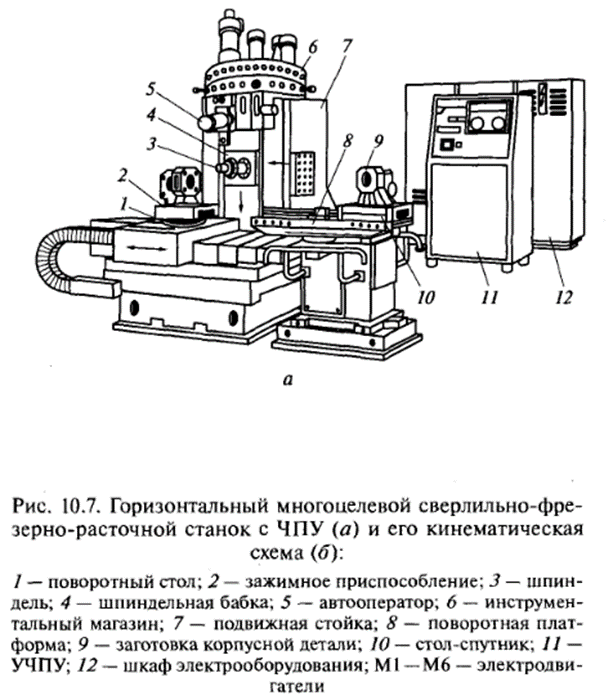 6
7
5
4
8
9
3
2
1
10
11
12
а
Рис. 10.7. Горизонтальный многоцелевой сверлильно-фре-
зерно-расточной станок с ЧПУ (а) и его кинематическая
схема (б):
1 — поворотный стол; 2 — зажимное приспособление; 3 — шпин-
дель; 4 — шпиндельная бабка; 5 — автооператор; 6 — инструмен-
тальный магазин; 7 — подвижная стойка; 8 — поворотная плат-
форма; 9 — заготовка корпусной детали; 10 — стол-спутник; 11 —
УЧПУ; 12 — шкаф электрооборудования; М1—М6 — электродви-
гатели